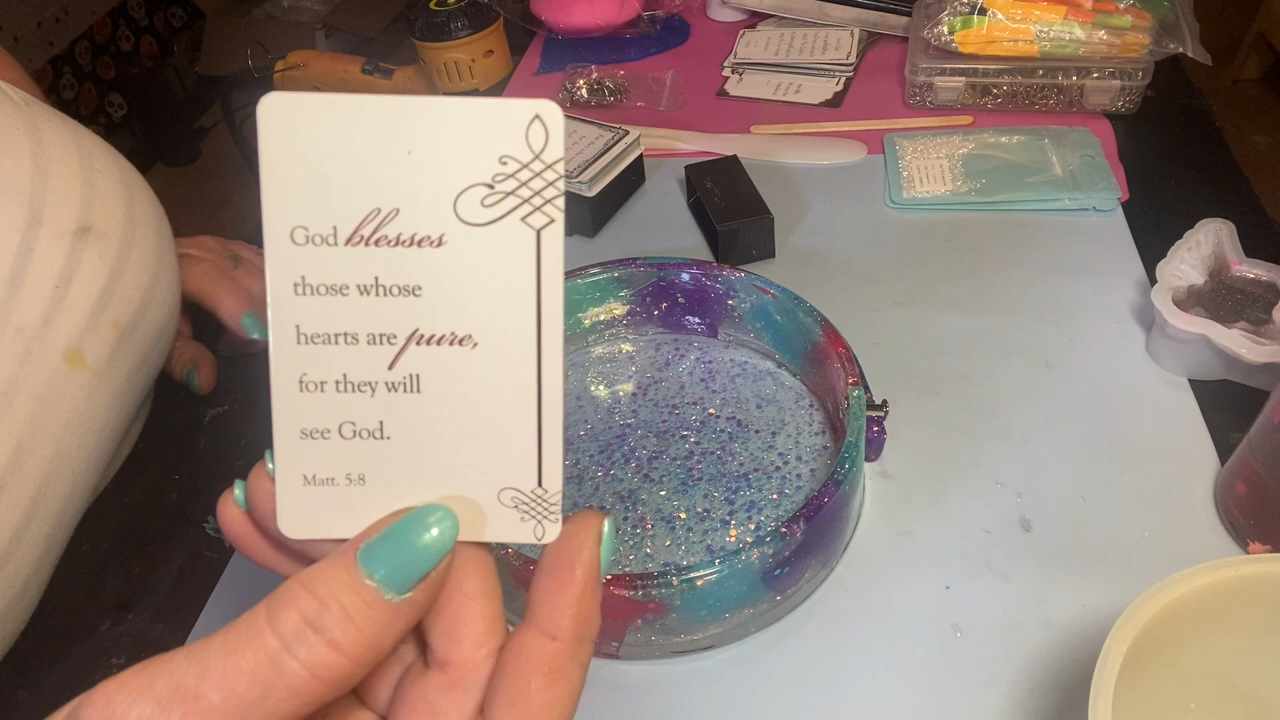 God blesses
those whose
hearts are pure,
for they will
see God.
Matt. 5:8